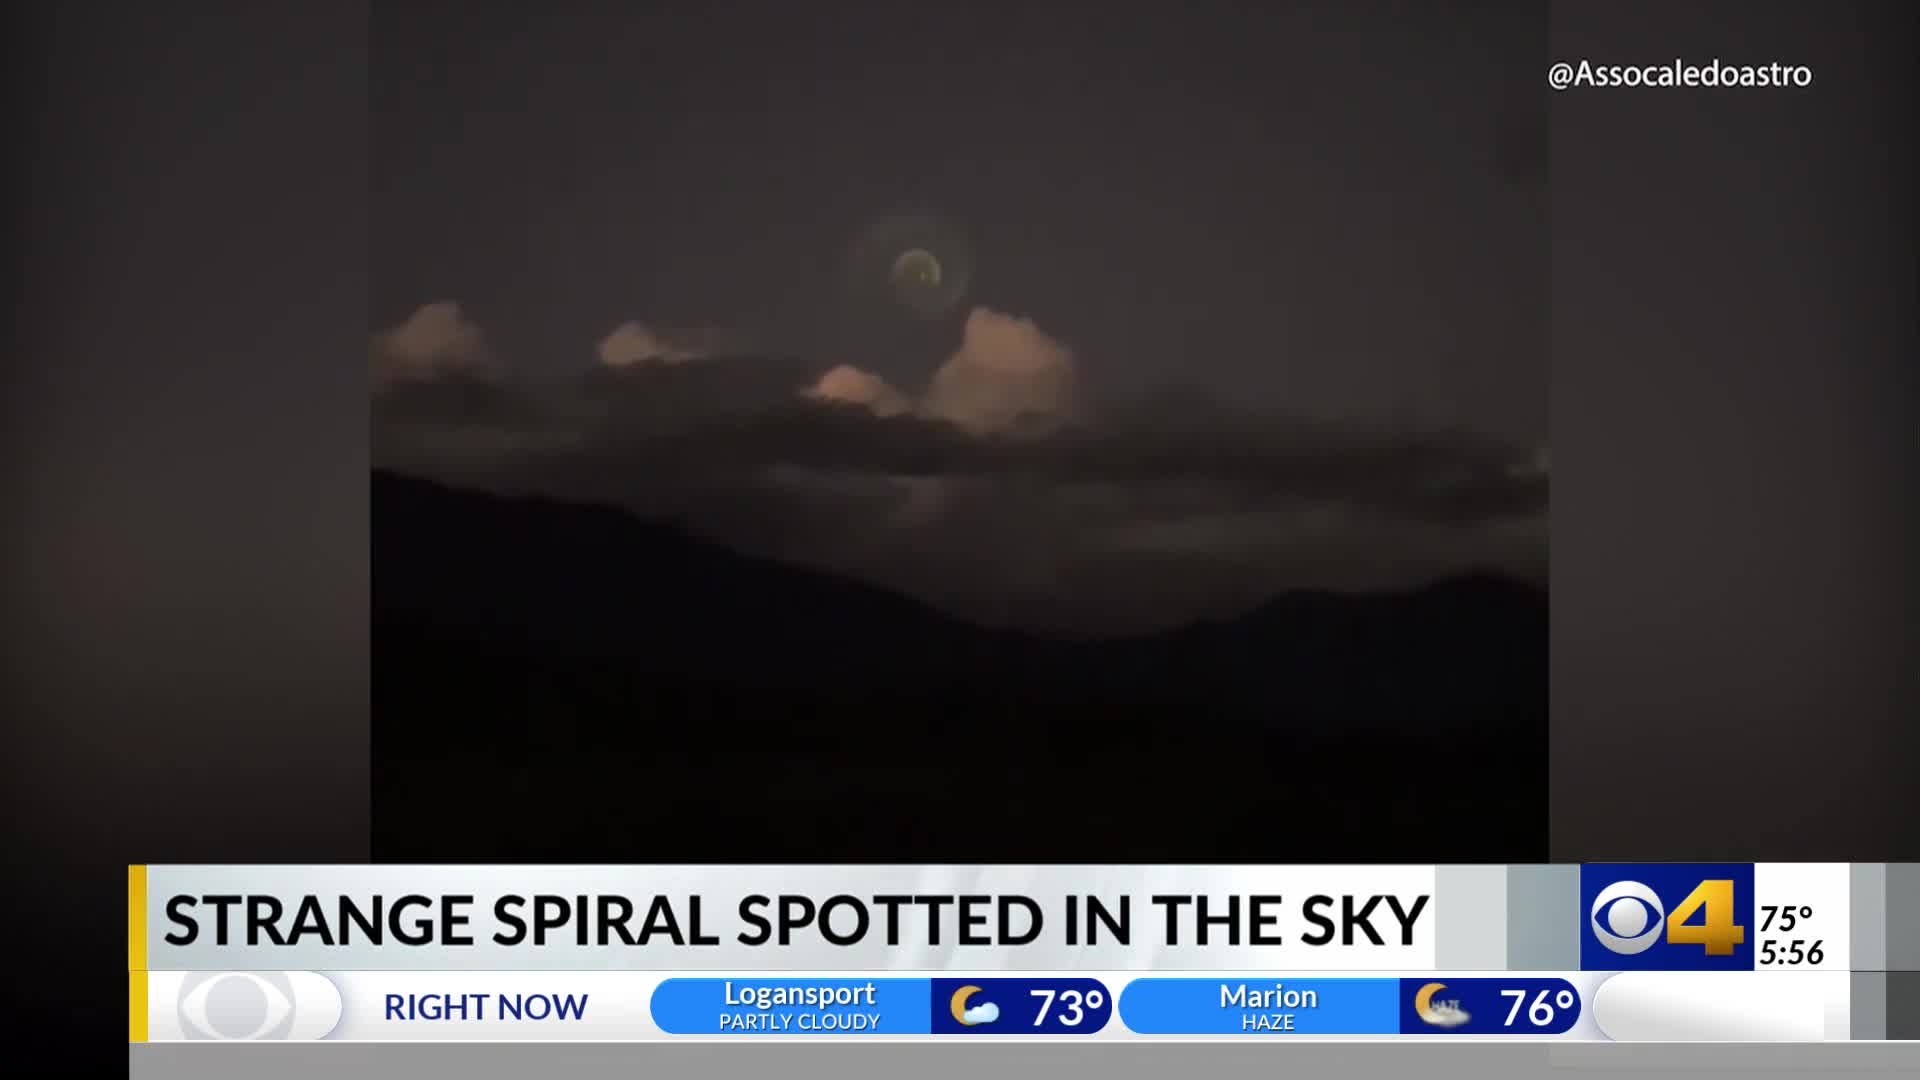 @Assocaledoastro
STRANGE SPIRAL SPOTTED IN THE SKY
4
75°
5:56
RIGHT NOW
Logansport
PARTLY CLOUDY
73°
Marion
HAZE
HAZE
76°